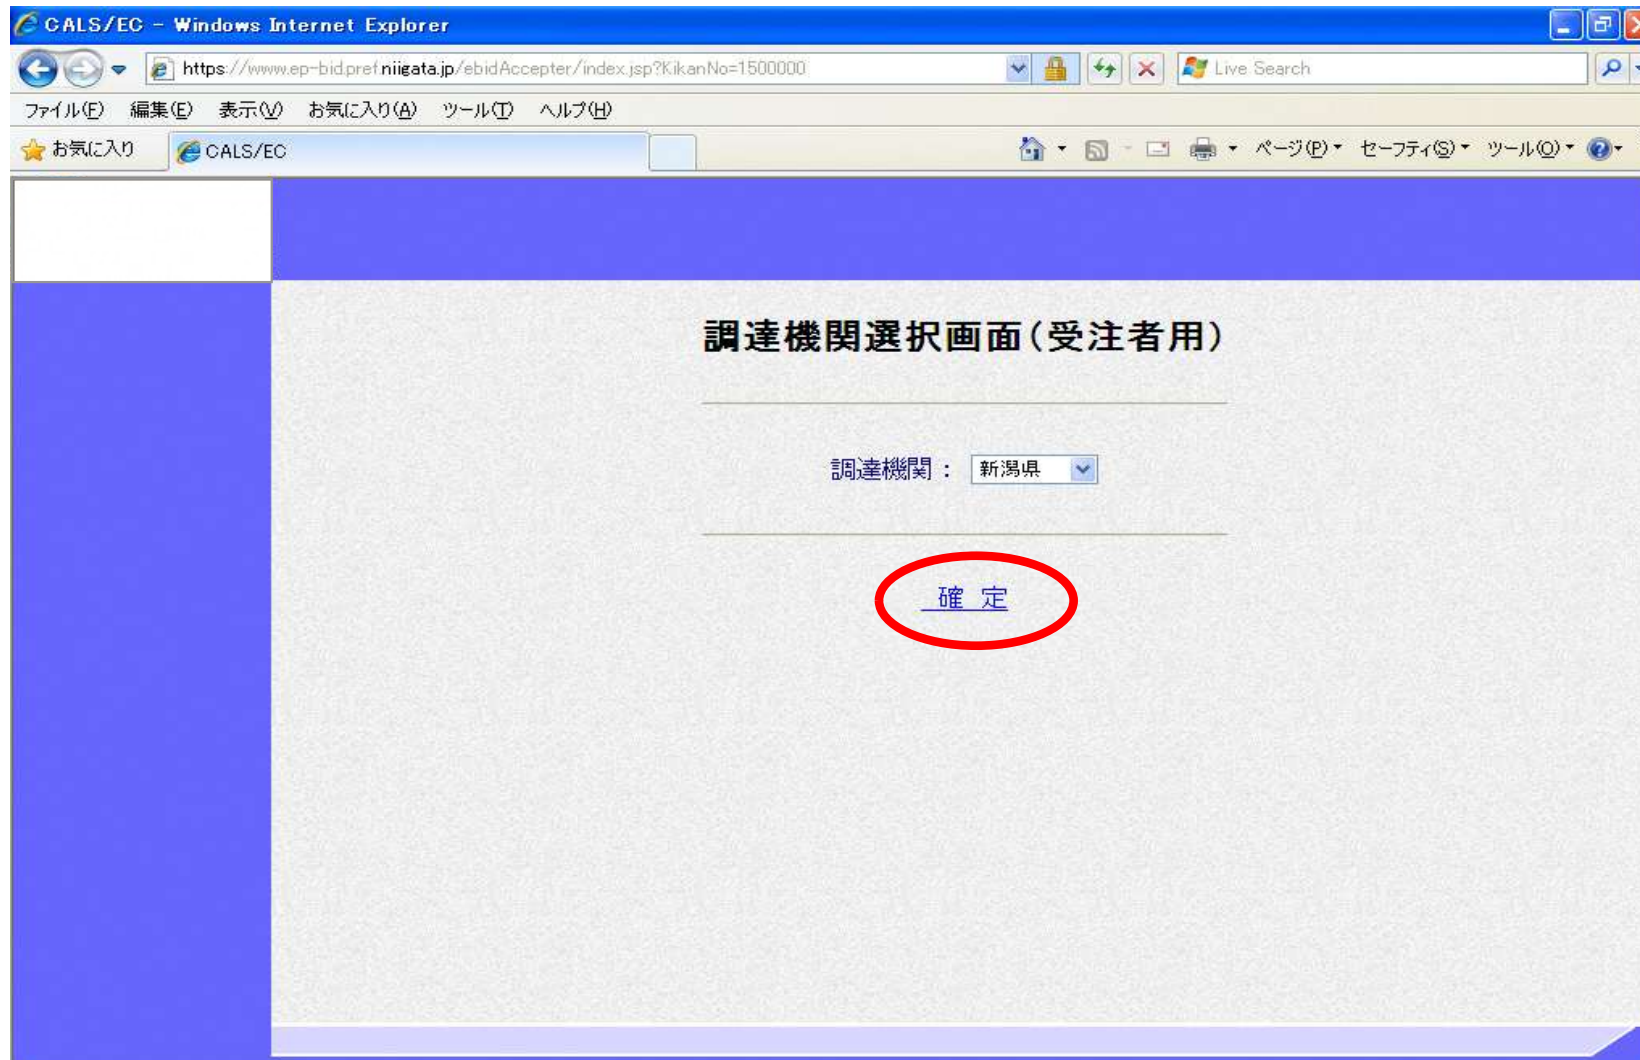 CALS/EC - Windows Internet Explorer
https://www.ep-bid.pref.niigata.jp/ebidAccepter/index.jsp?KikanNo=1500000
Live Search
ファイル(F) 編集(E) 表示(V) お気に入り(A) ツール(T) ヘルプ(H)
お気に入り CALS/EC ページ(P) セーフティ(S) ツール(O)
調達機関選択画面(受注者用)
調達機関： 新潟県
確 定